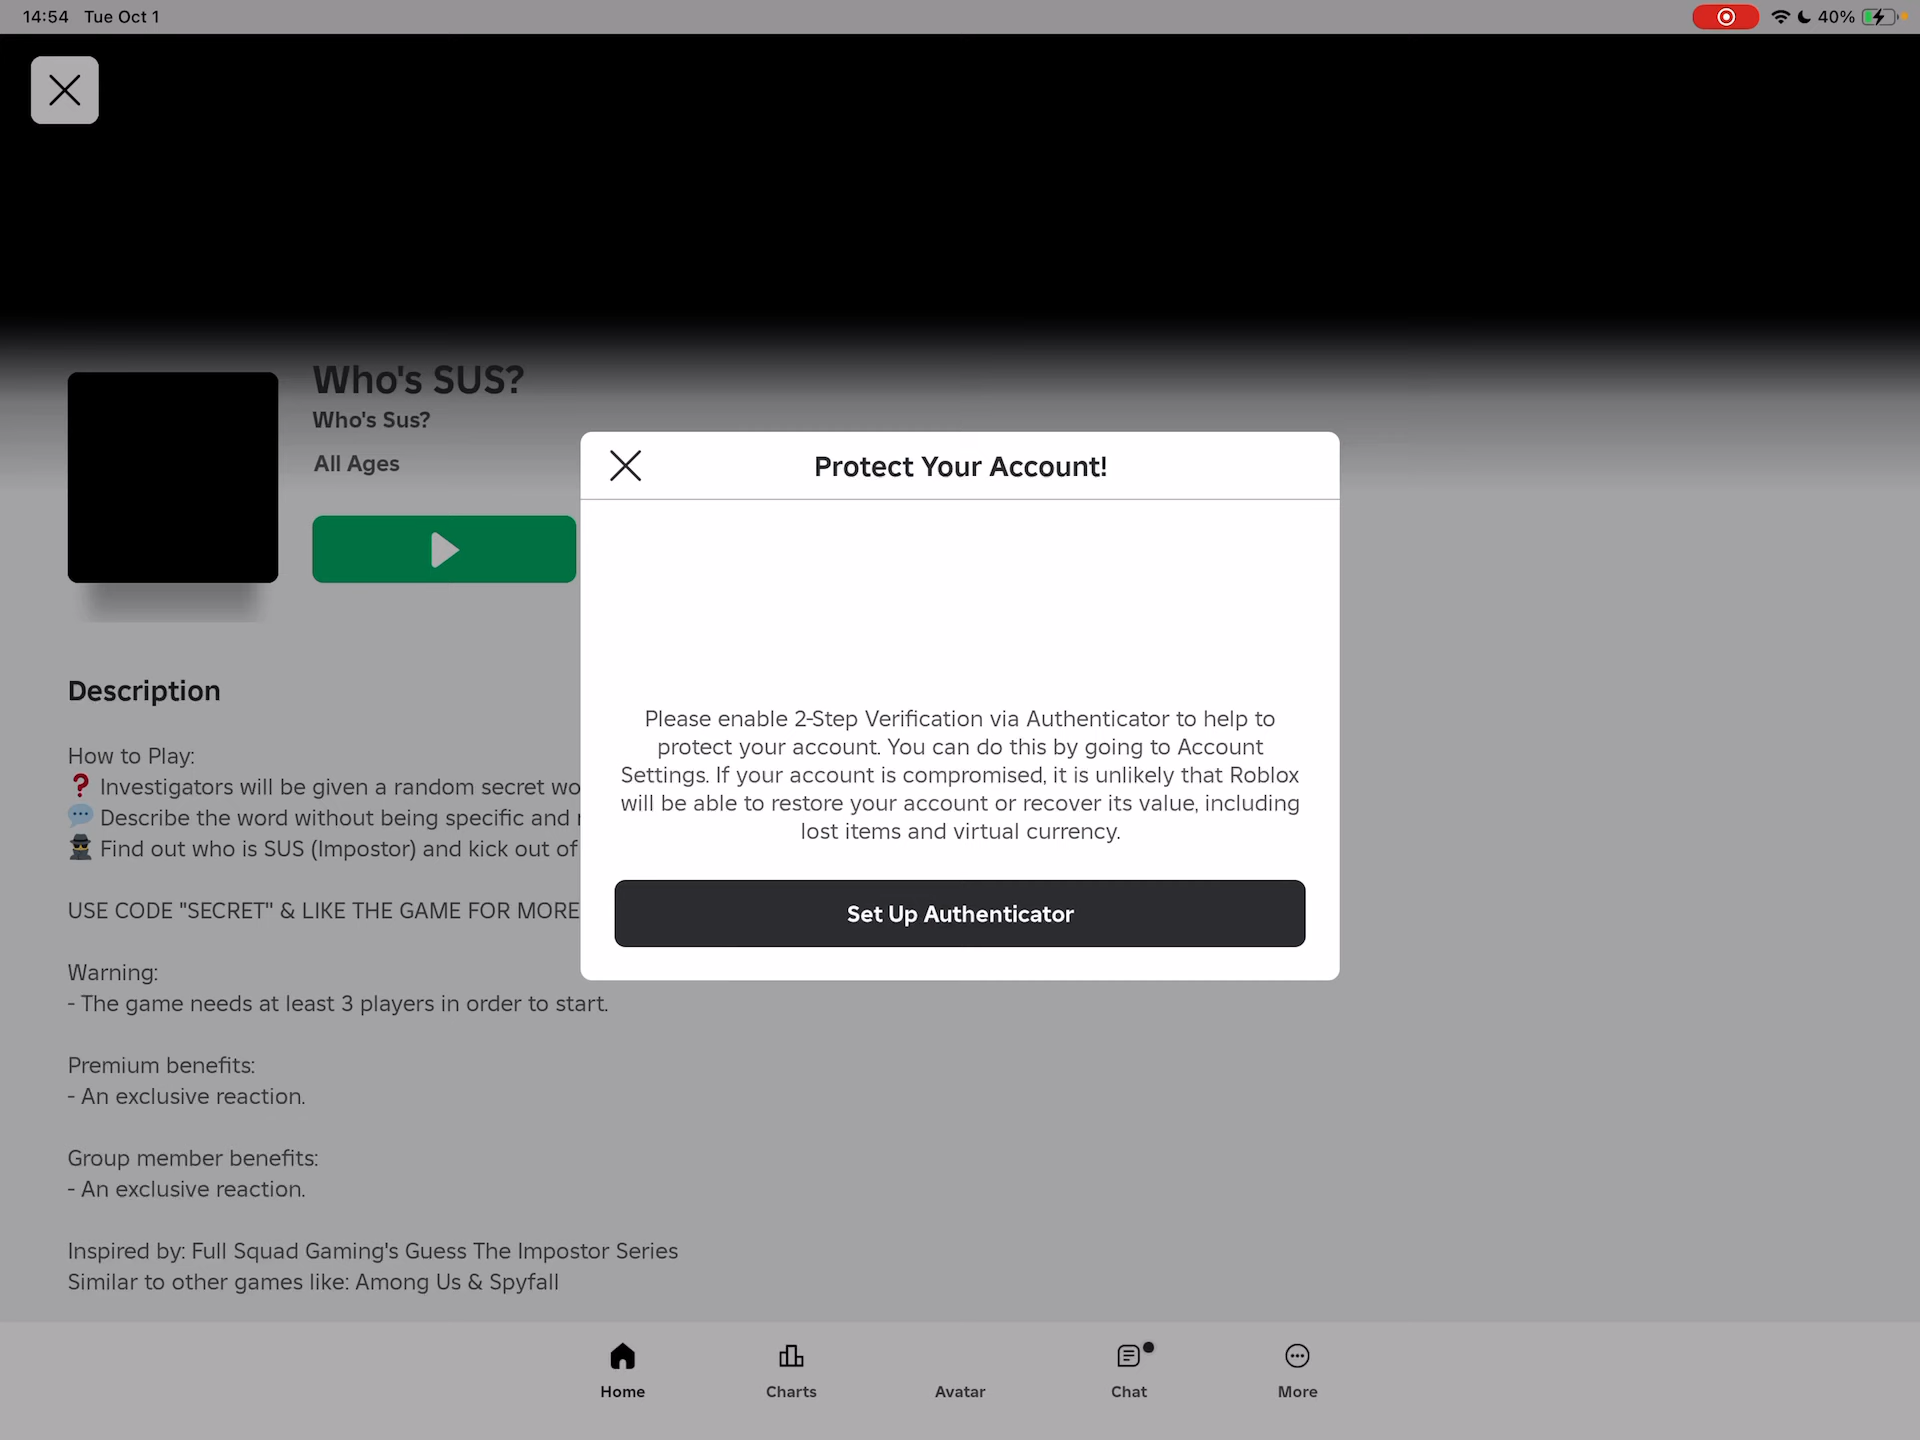 14:54 Tue Oct 1
40%
Who's SUS?
Who's Sus?
All Ages
Protect Your Account!
Please enable 2-Step Verification via Authenticator to help to
protect your account. You can do this by going to Account
Settings. If your account is compromised, it is unlikely that Roblox
will be able to restore your account or recover its value, including
lost items and virtual currency.
Set Up Authenticator
Description
How to Play:
❓ Investigators will be given a random secret wo
💬 Describe the word without being specific and
🕵 Find out who is SUS (Impostor) and kick out of
USE CODE "SECRET" & LIKE THE GAME FOR MORE
Warning:
- The game needs at least 3 players in order to start.
Premium benefits:
- An exclusive reaction.
Group member benefits:
- An exclusive reaction.
Inspired by: Full Squad Gaming's Guess The Impostor Series
Similar to other games like: Among Us & Spyfall
Home
Charts
Avatar
Chat
More